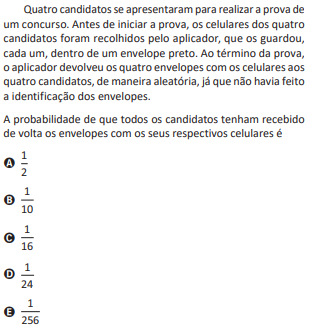 Quatro candidatos se apresentaram para realizar a prova de
um concurso. Antes de iniciar a prova, os celulares dos quatro
candidatos foram recolhidos pelo aplicador, que os guardou,
cada um, dentro de um envelope preto. Ao término da prova,
o aplicador devolveu os quatro envelopes com os celulares aos
quatro candidatos, de maneira aleatória, já que não havia feito
a identificação dos envelopes.
A probabilidade de que todos os candidatos tenham recebido
de volta os envelopes com os seus respectivos celulares é
A 1/2
B 1/10
C 1/16
D 1/24
E 1/256